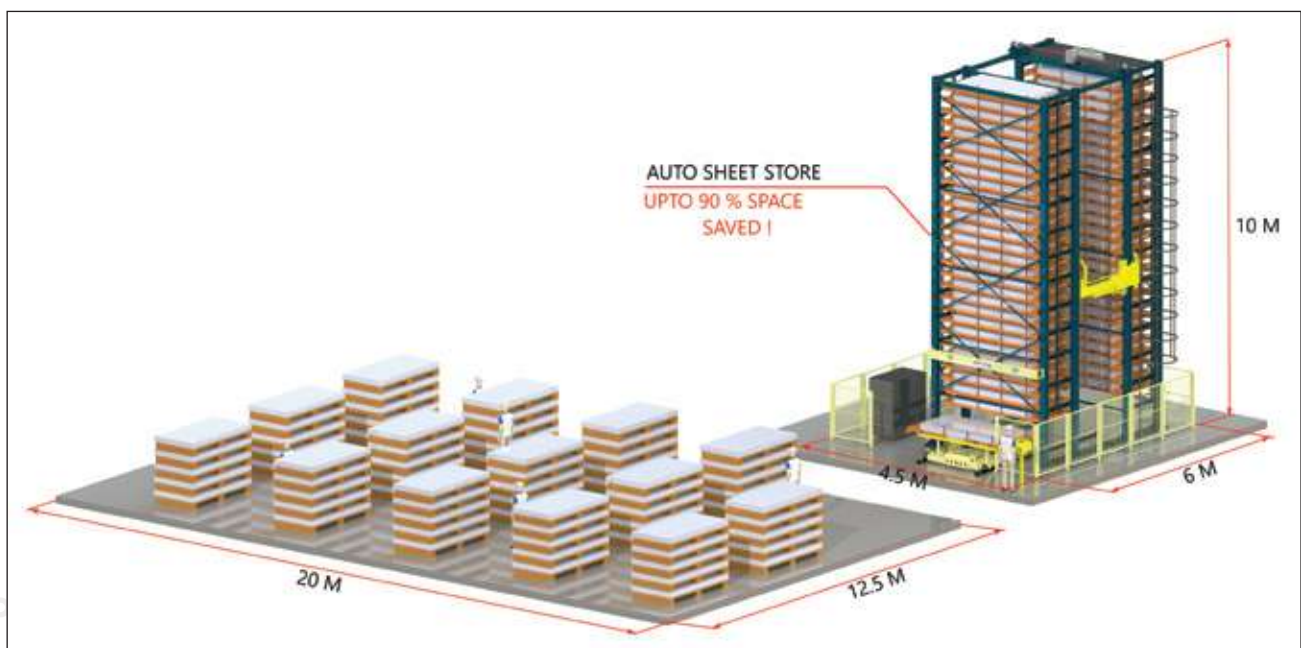 AUTO SHEET STORE
UPTO 90 % SPACE
SAVED !
10 M
4.5 M
6 M
20 M
12.5 M